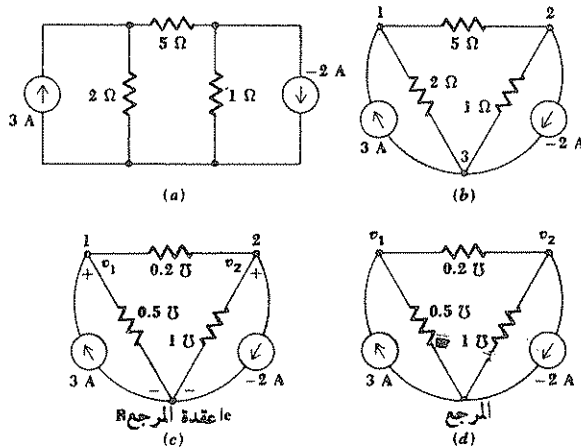 5 Ω
-2 A
2 Ω
1 Ω
3 A
(a)
1
2
5 Ω
2 Ω
1 Ω
3 A
3
-2 A
(b)
1
2
+
v₁
0.2 ℧
v₂
+
0.5 ℧
1 ℧
3 A
-
-
-2 A
عقدة المرجع
(c)
v₁
v₂
0.2 ℧
0.5 ℧
1 ℧
3 A
-2 A
المرجع
(d)